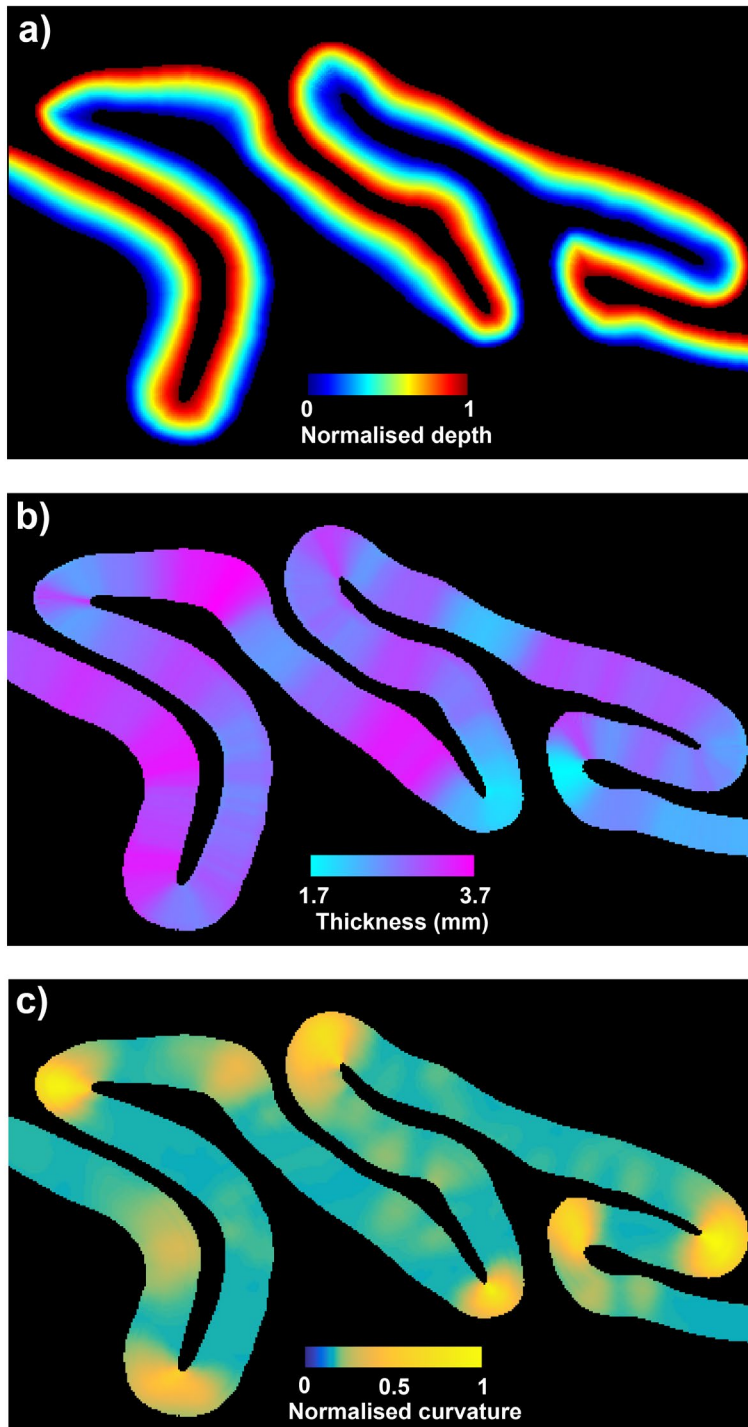 a)
0 1
Normalised depth
b)
1.7 3.7
Thickness (mm)
c)
0 0.5 1
Normalised curvature